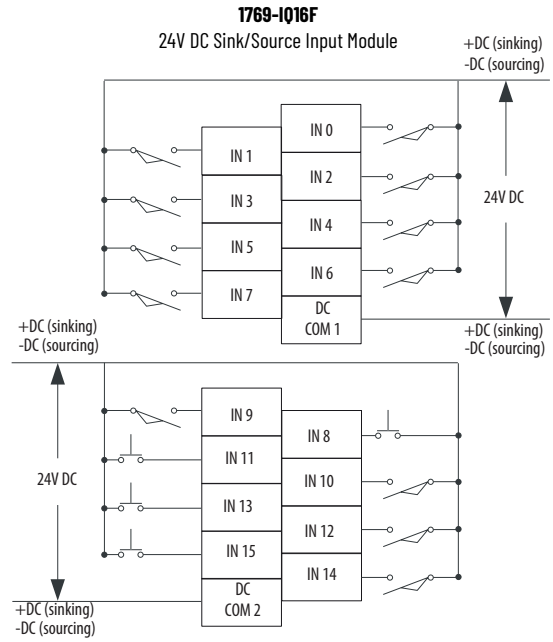 1769-IQ16F
24V DC Sink/Source Input Module
+DC (sinking)
-DC (sourcing)
IN 0
IN 1
IN 2
IN 3
IN 4
IN 5
IN 6
IN 7
DC
COM 1
24V DC
+DC (sinking)
-DC (sourcing)
+DC (sinking)
-DC (sourcing)
24V DC
IN 9
IN 8
IN 11
IN 10
IN 13
IN 12
IN 15
IN 14
DC
COM 2
+DC (sinking)
-DC (sourcing)